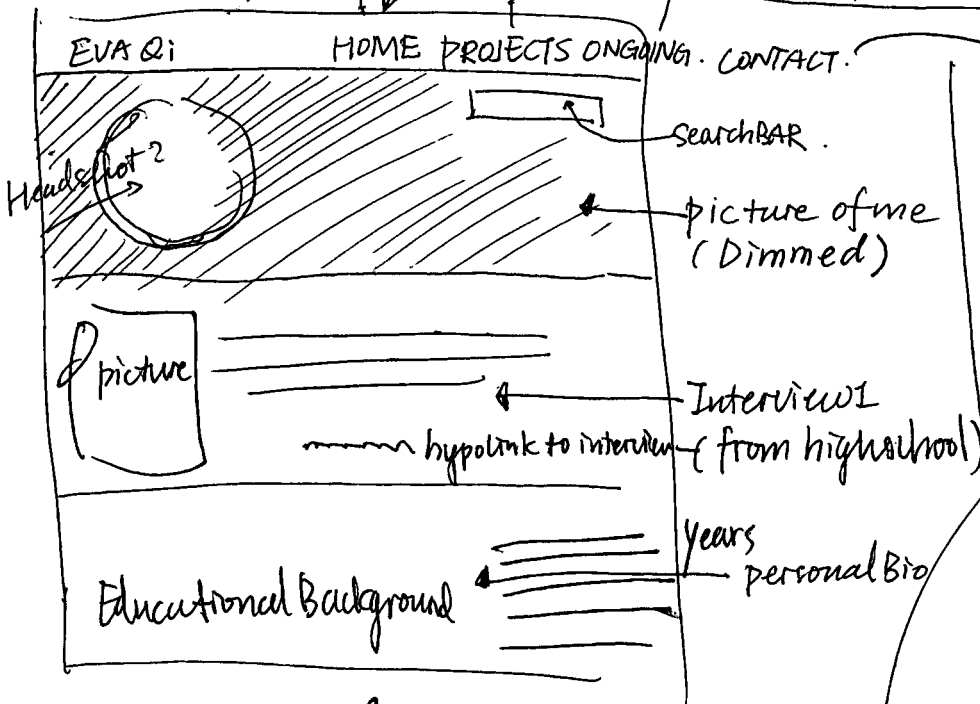 EVA Qi HOME PROJECTS ONGOING. CONTACT.
searchBAR.
Headshot?
picture of me
(Dimmed)
picture
Interview1
hypolink to interview (from highschool)
Years
personal Bio
Educational Background